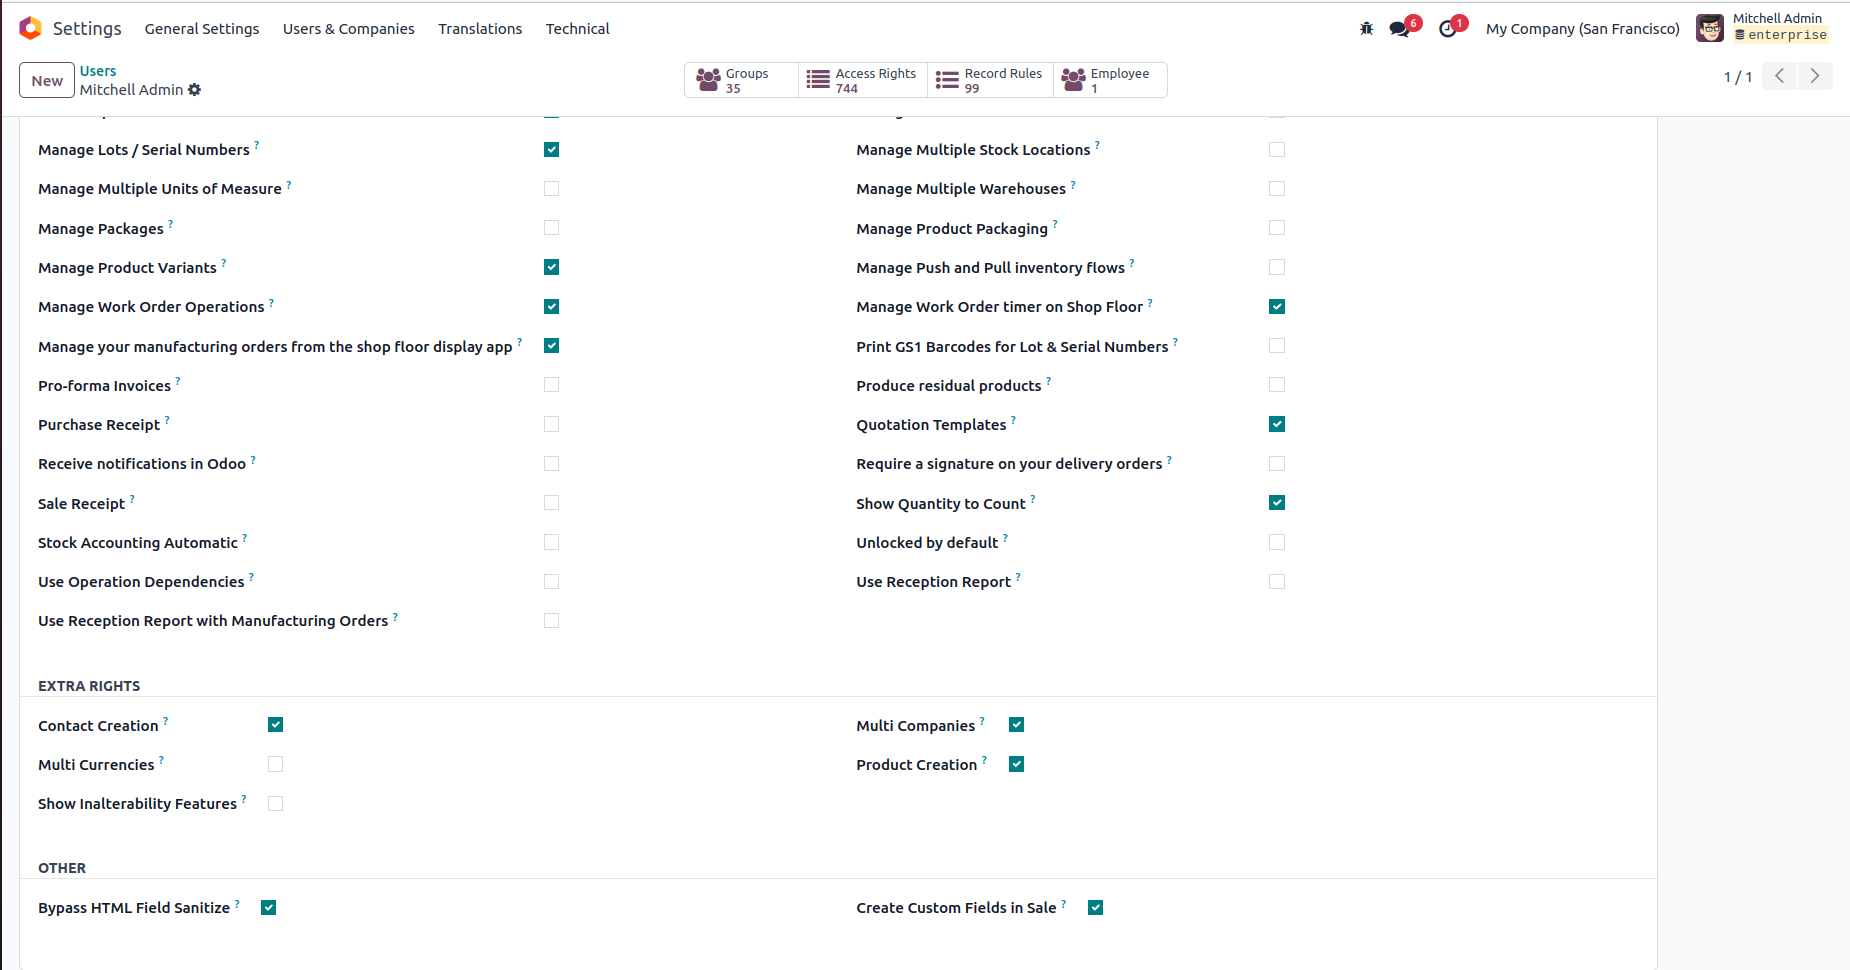 Settings General Settings Users & Companies Translations Technical 6 1 My Company (San Francisco) Mitchell Admin
enterprise
New Users
Mitchell Admin
Groups 35 Access Rights 744 Record Rules 99 Employee 1
1 / 1
Manage Lots / Serial Numbers ? Manage Multiple Stock Locations ?
Manage Multiple Units of Measure ? Manage Multiple Warehouses ?
Manage Packages ? Manage Product Packaging ?
Manage Product Variants ? Manage Push and Pull inventory flows ?
Manage Work Order Operations ? Manage Work Order timer on Shop Floor ?
Manage your manufacturing orders from the shop floor display app ? Print GS1 Barcodes for Lot & Serial Numbers ?
Pro-forma Invoices ? Produce residual products ?
Purchase Receipt ? Quotation Templates ?
Receive notifications in Odoo ? Require a signature on your delivery orders ?
Sale Receipt ? Show Quantity to Count ?
Stock Accounting Automatic ? Unlocked by default ?
Use Operation Dependencies ? Use Reception Report ?
Use Reception Report with Manufacturing Orders ?
EXTRA RIGHTS
Contact Creation ? Multi Companies ?
Multi Currencies ? Product Creation ?
Show Inalterability Features ?
OTHER
Bypass HTML Field Sanitize ? Create Custom Fields in Sale ?